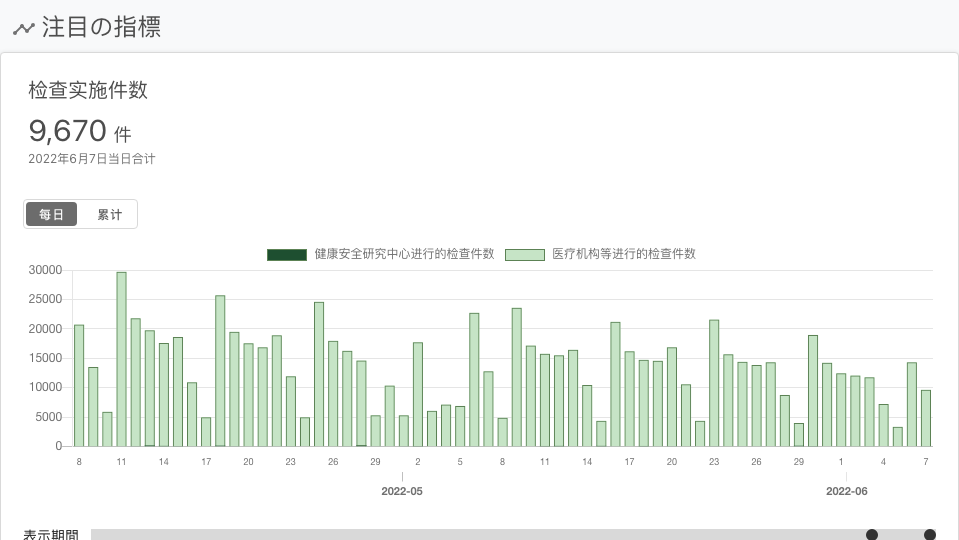 注目の指標
检查实施件数
9,670 件
2022年6月7日当日合计
每日 累计
健康安全研究中心进行的检查件数 医疗机构等进行的检查件数
30000
25000
20000
15000
10000
5000
0
8 11 14 17 20 23 26 29 2 5 8 11 14 17 20 23 26 29 1 4 7
2022-05 2022-06
表示期間